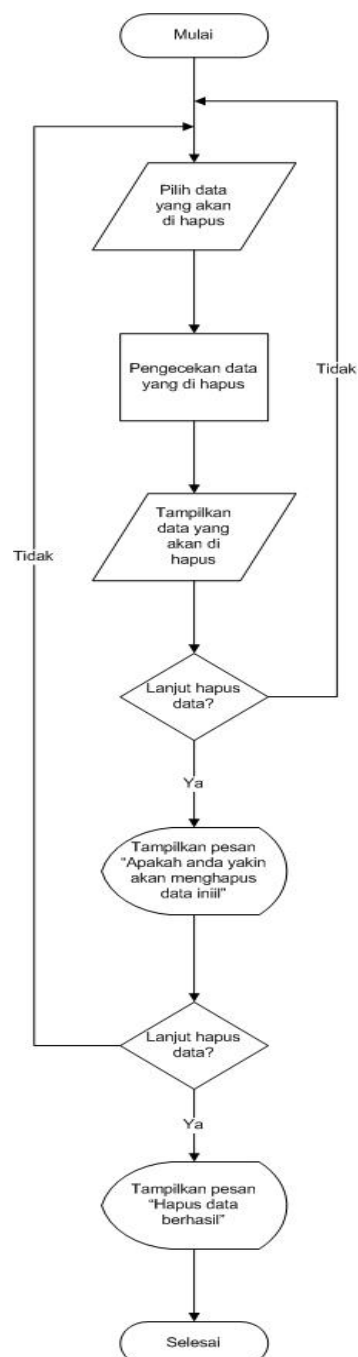 Mulai
Pilih data
yang akan
di hapus
Pengecekan data
yang di hapus
Tidak
Tampilkan
data yang
akan di
hapus
Tidak
Lanjut hapus
data?
Ya
Tampilkan pesan
“Apakah anda yakin
akan menghapus
data iniil”
Lanjut hapus
data?
Ya
Tampilkan pesan
“Hapus data
berhasil”
Selesai